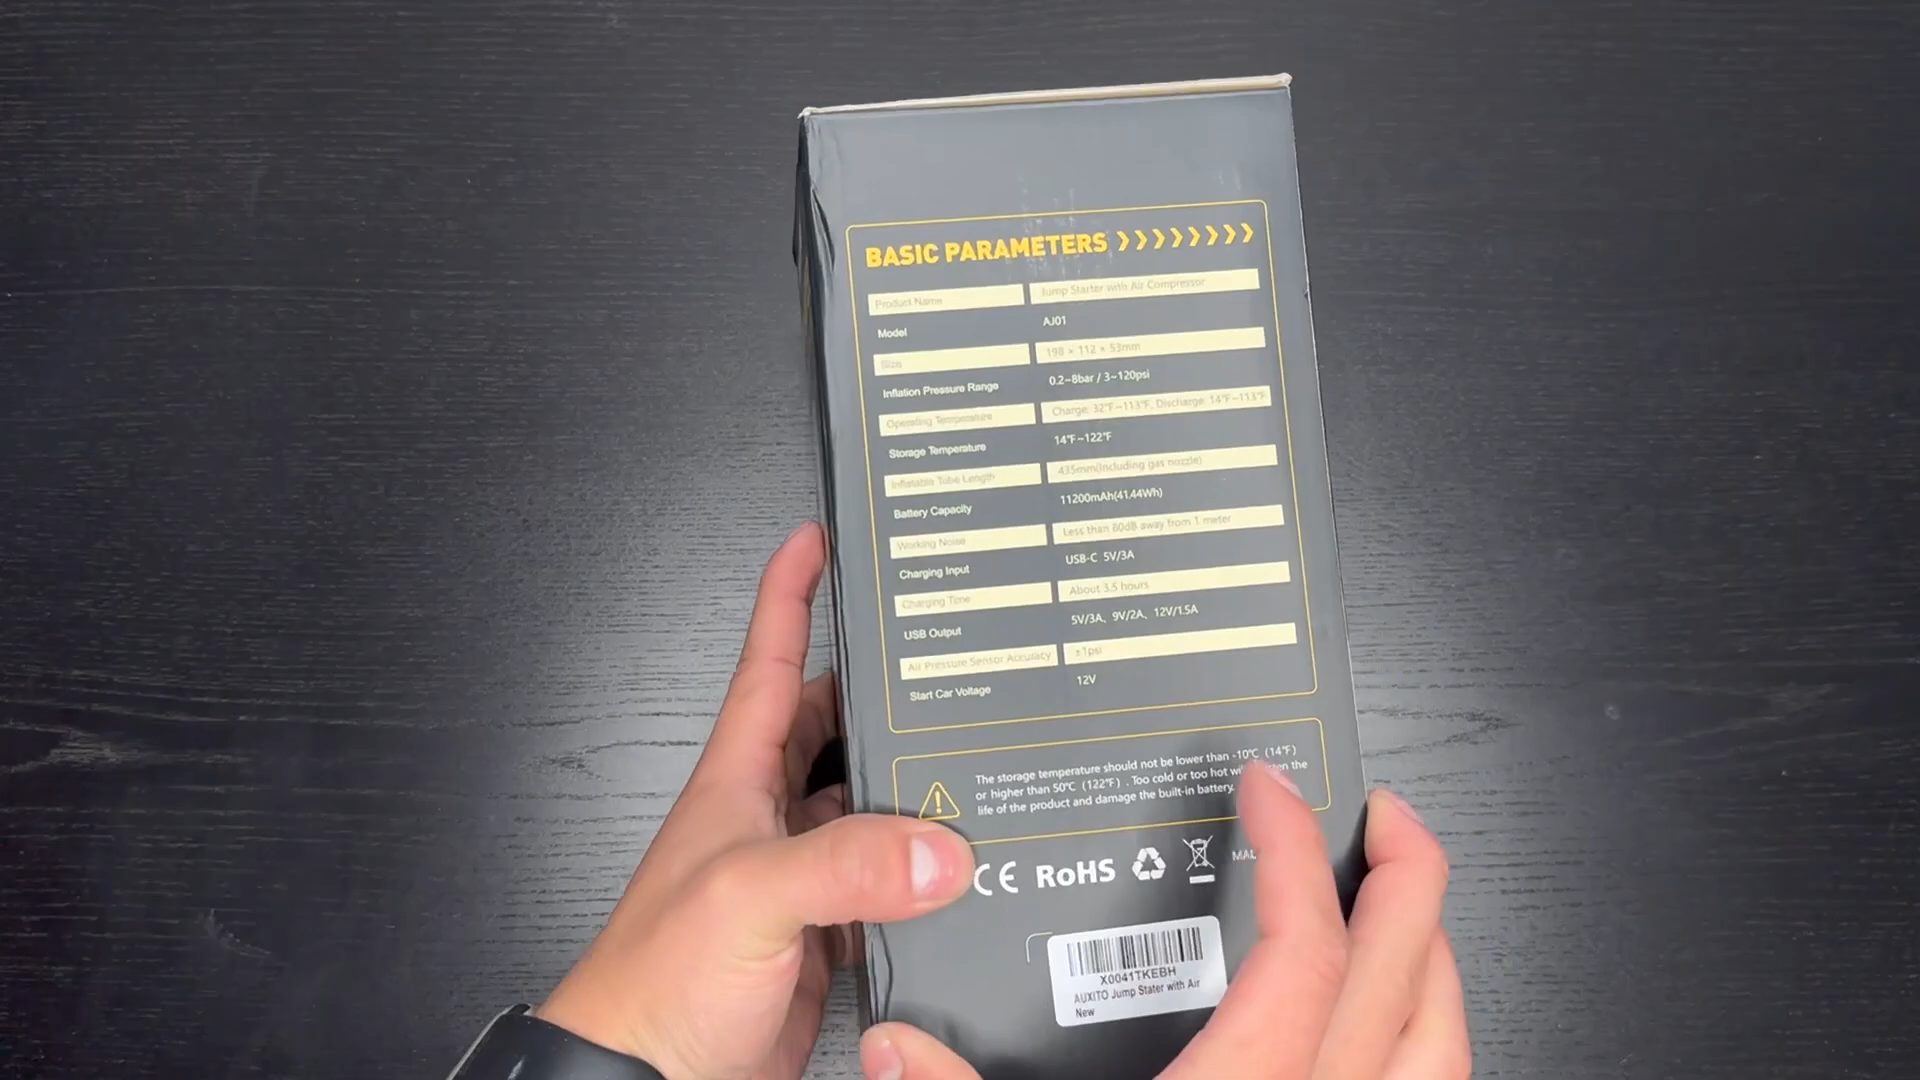 BASIC PARAMETERS
Product Name Jump Starter with Air Compressor
Model AJ01
Size 198 × 112 × 53mm
Inflation Pressure Range 0.2~8bar / 3~120psi
Operating Temperature Charge: 32°F~113°F, Discharge: 14°F~113°F
Storage Temperature 14°F~122°F
Inflatable Tube Length 435mm(Including gas nozzle)
Battery Capacity 11200mAh(41.44Wh)
Working Noise Less than 80dB away from 1 meter
Charging Input USB-C 5V/3A
Charging Time About 3.5 hours
USB Output 5V/3A、9V/2A、12V/1.5A
Air Pressure Sensor Accuracy ±1psi
Start Car Voltage 12V
The storage temperature should not be lower than -10℃ (14°F)
or higher than 50℃ (122°F) . Too cold or too hot the
life of the product and damage the built-in battery.
CE RoHS
X0041TKEBH
AUXITO Jump Stater with Air
New